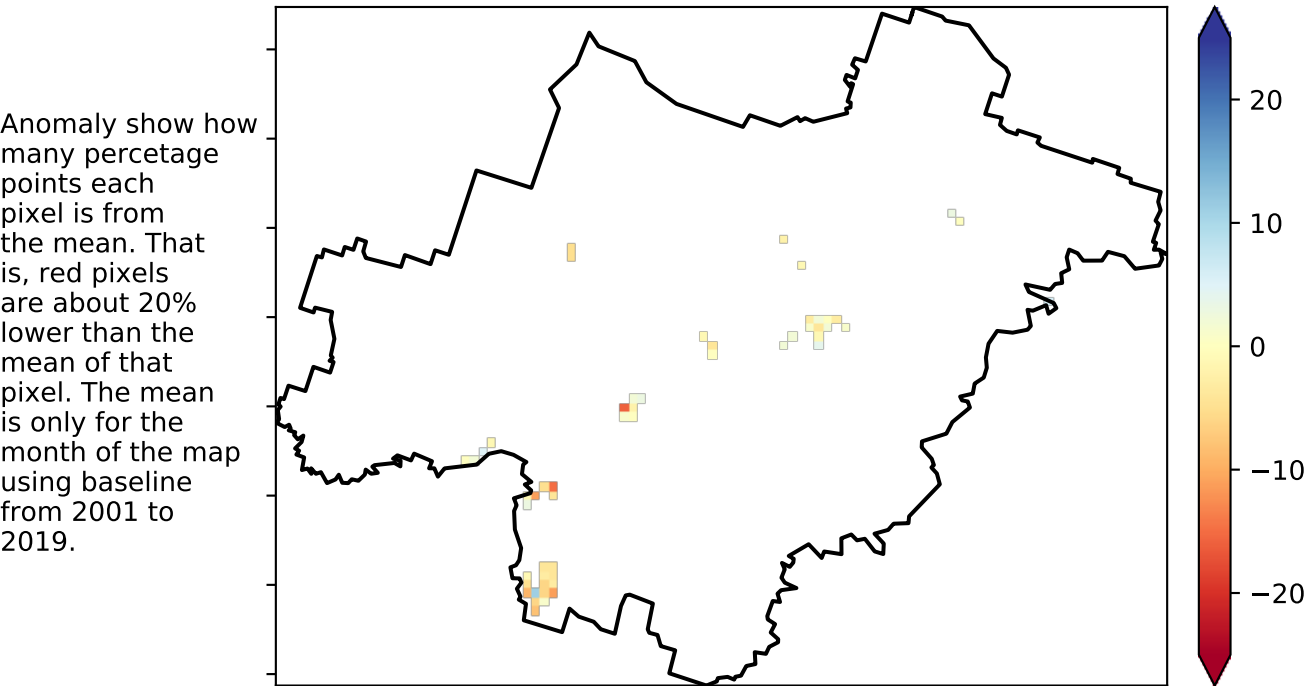 Anomaly show how
many percetage
points each
pixel is from
the mean. That
is, red pixels
are about 20%
lower than the
mean of that
pixel. The mean
is only for the
month of the map
using baseline
from 2001 to
2019.
20
10
0
−10
−20